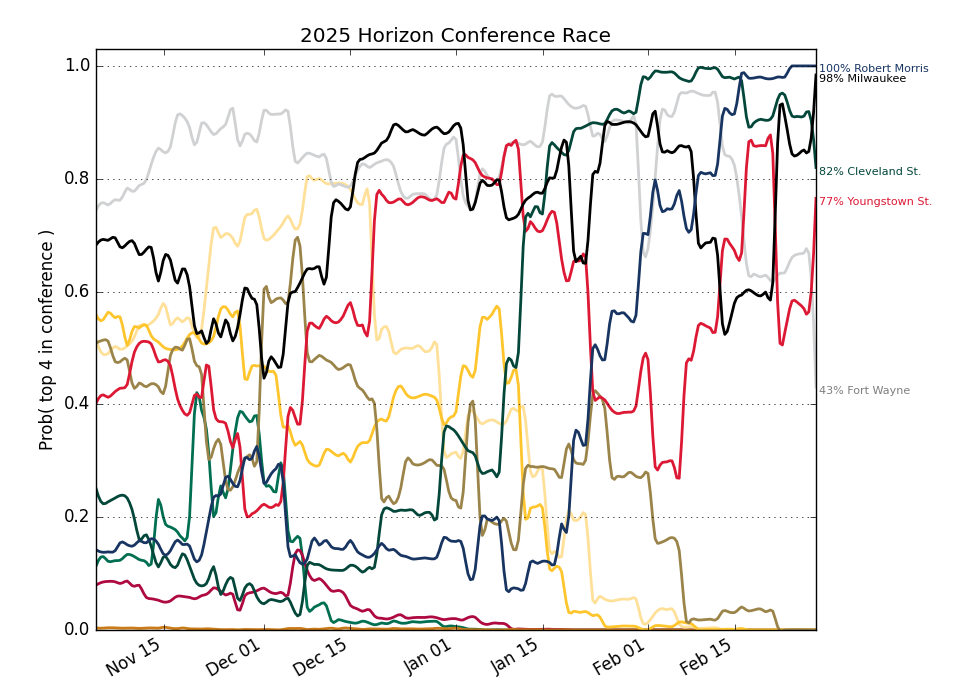 2025 Horizon Conference Race
Prob( top 4 in conference )
1.0
0.8
0.6
0.4
0.2
0.0
Nov 15
Dec 01
Dec 15
Jan 01
Jan 15
Feb 01
Feb 15
100% Robert Morris
98% Milwaukee
82% Cleveland St.
77% Youngstown St.
43% Fort Wayne